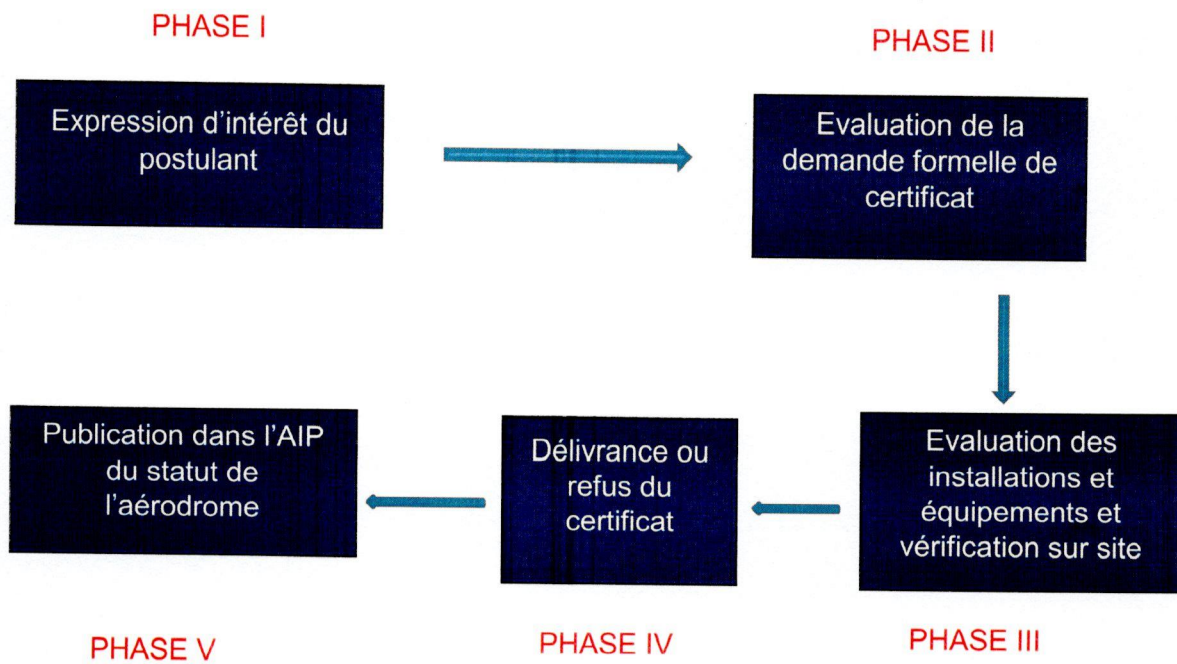 PHASE I
Expression d'intérêt du
postulant
PHASE II
Evaluation de la
demande formelle de
certificat
PHASE III
Evaluation des
installations et
équipements et
vérification sur site
PHASE IV
Délivrance ou
refus du
certificat
PHASE V
Publication dans l'AIP
du statut de
l'aérodrome